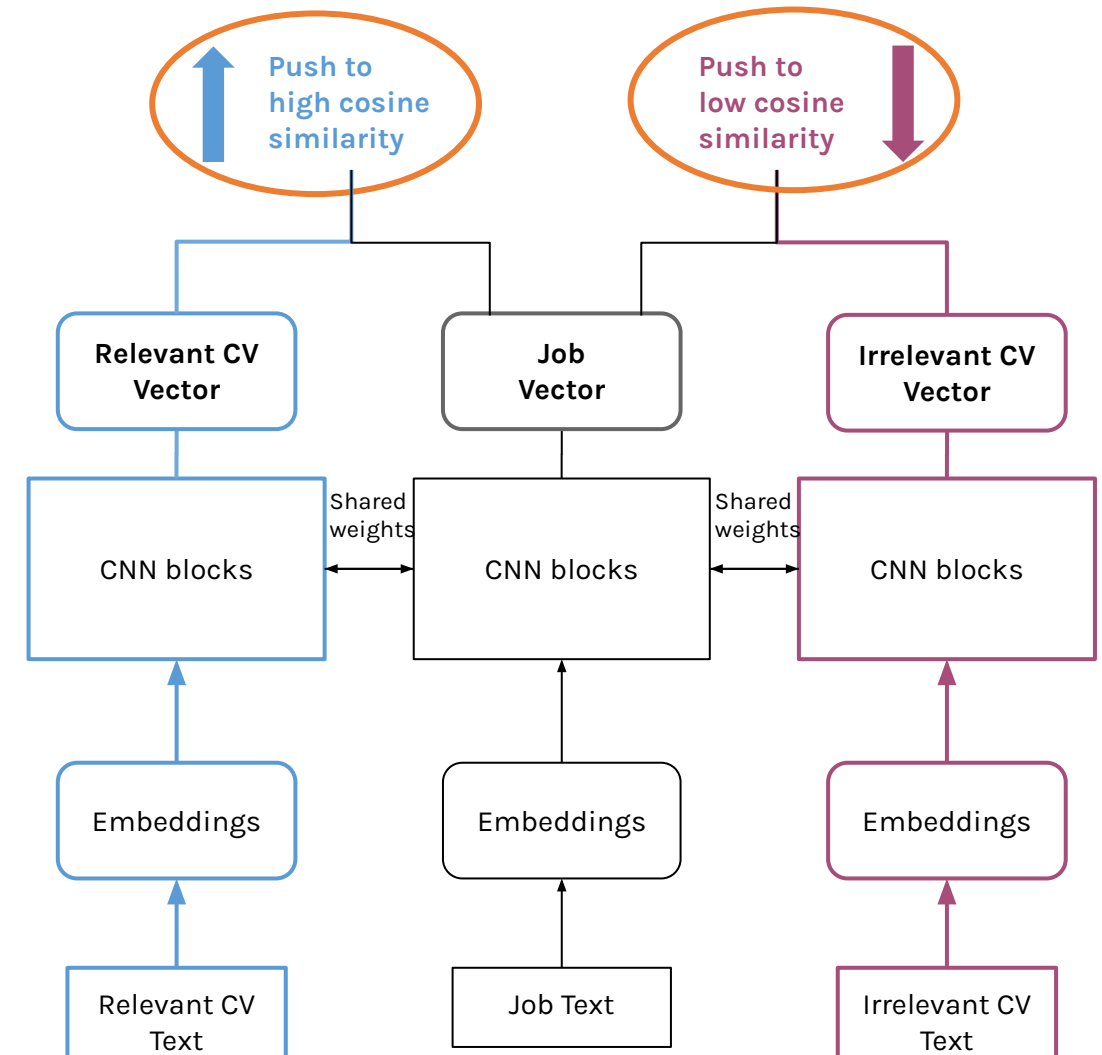 Push to
high cosine
similarity
Push to
low cosine
similarity
Relevant CV
Vector
Job
Vector
Irrelevant CV
Vector
CNN blocks
Shared
weights
CNN blocks
Shared
weights
CNN blocks
Embeddings
Embeddings
Embeddings
Relevant CV
Text
Job Text
Irrelevant CV
Text